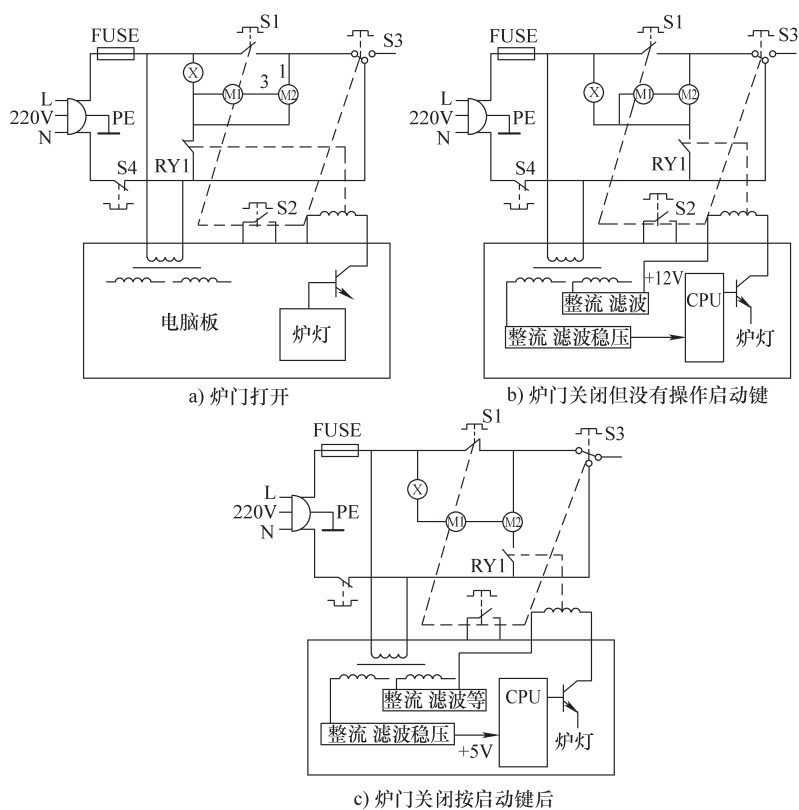 S1
FUSE
S3
X
1
3
M1
M2
L
220V
PE
N
RY1
S4
S2
电脑板
炉灯
a) 炉门打开
S1
FUSE
S3
X
M1
M2
L
220V
PE
N
RY1
S4
S2
+12V
整流 滤波
CPU
整流 滤波稳压
炉灯
b) 炉门关闭但没有操作启动键
S1
FUSE
S3
X
L
M1
M2
220V
PE
N
RY1
整流 滤波等
CPU
整流 滤波稳压
+5V
炉灯
c) 炉门关闭按启动键后